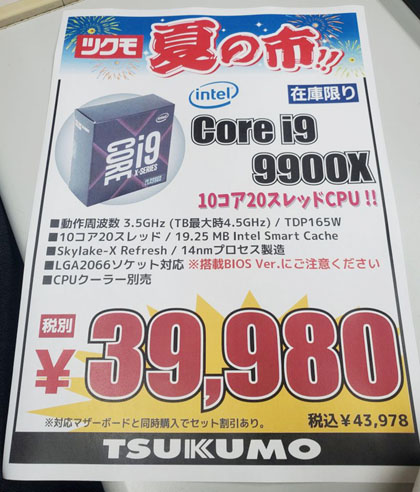 ツクモ 夏の市!!
intel 在庫限り
CORE i9
X-SERIES
Core i9
9900X
10コア20スレッドCPU!!
■動作周波数 3.5GHz (TB最大時4.5GHz) / TDP165W
■10コア20スレッド / 19.25 MB Intel Smart Cache
■Skylake-X Refresh / 14nmプロセス製造
■LGA2066ソケット対応 ※搭載BIOS Ver.にご注意ください
■CPUクーラー別売
税別
¥39,980
※対応マザーボードと同時購入でセット割引あり。 税込¥43,978
TSUKUMO